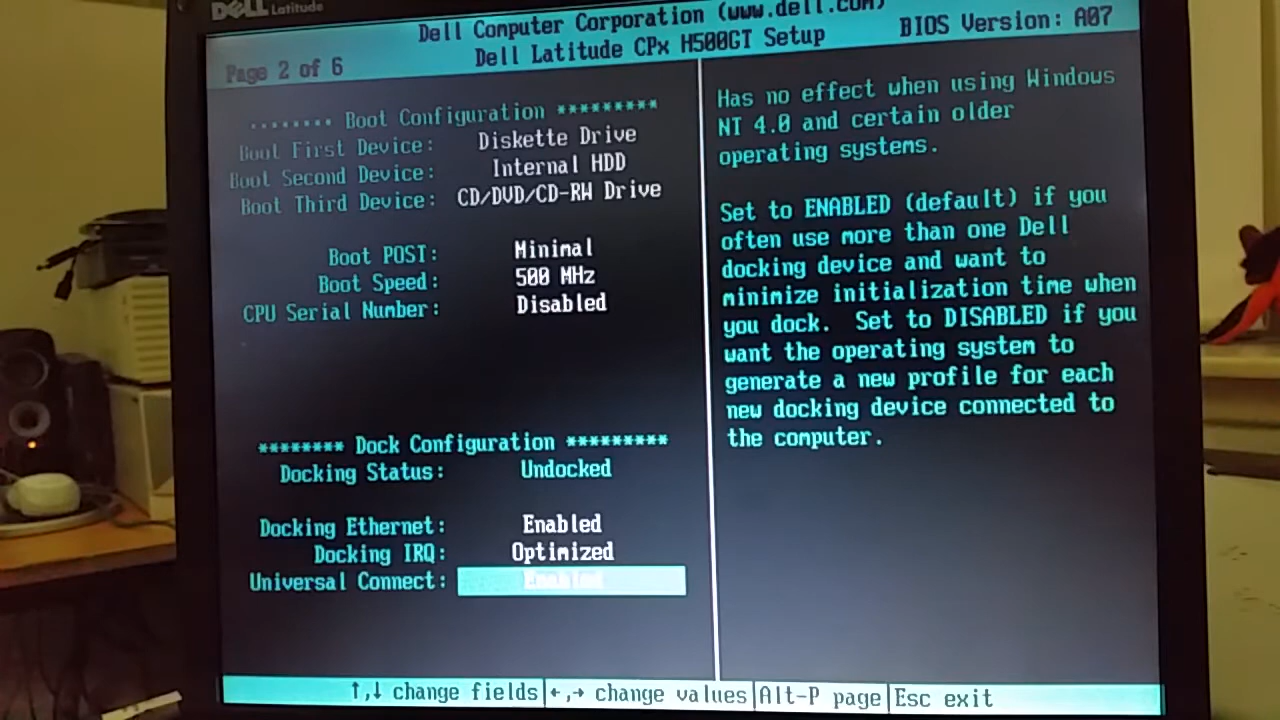 DELL Latitude
Dell Computer Corporation (www.dell.com)
Page 2 of 6
Dell Latitude CPx H500GT Setup
BIOS Version: A07
******** Boot Configuration *********
Boot First Device: Diskette Drive
Boot Second Device: Internal HDD
Boot Third Device: CD/DVD/CD-RW Drive
Boot POST: Minimal
Boot Speed: 500 MHz
CPU Serial Number: Disabled
******** Dock Configuration *********
Docking Status: Undocked
Docking Ethernet: Enabled
Docking IRQ: Optimized
Universal Connect: Enabled
Has no effect when using Windows
NT 4.0 and certain older
operating systems.
Set to ENABLED (default) if you
often use more than one Dell
docking device and want to
minimize initialization time when
you dock. Set to DISABLED if you
want the operating system to
generate a new profile for each
new docking device connected to
the computer.
↑,↓ change fields|←,→ change values|Alt-P page|Esc exit